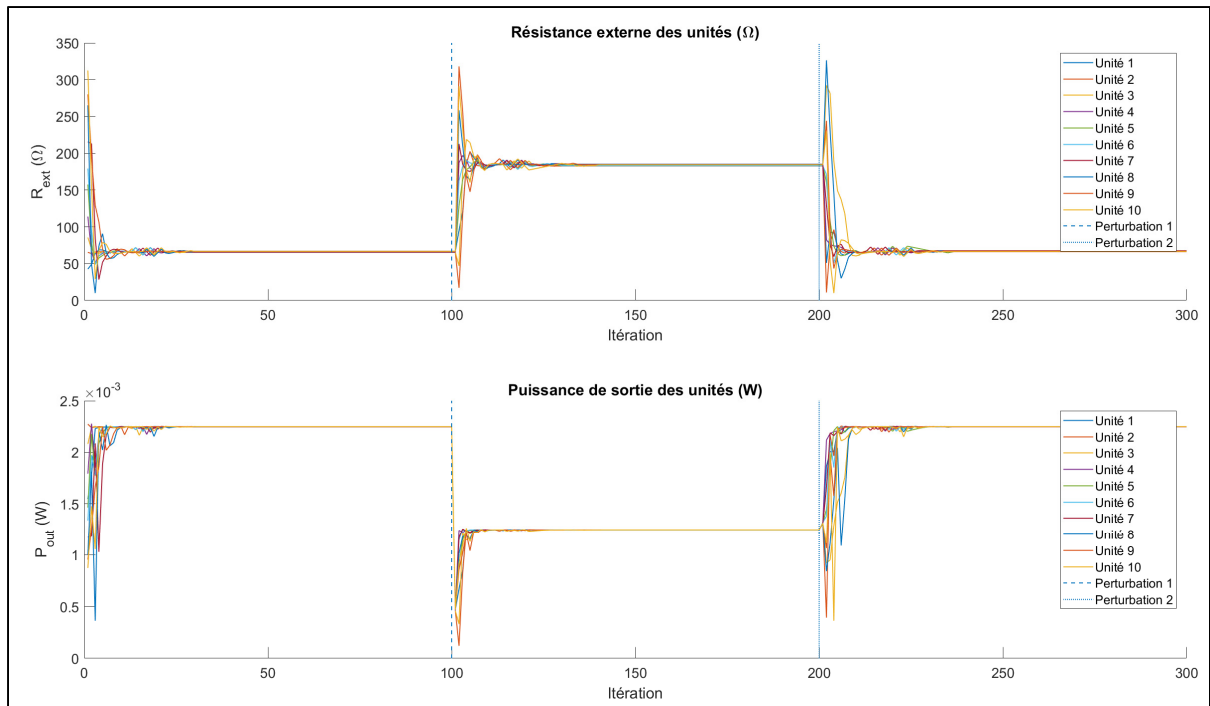 Résistance externe des unités (Ω)
350
300
250
200
150
100
50
0
R_ext (Ω)
0
50
100
150
200
250
300
Itération
Unité 1
Unité 2
Unité 3
Unité 4
Unité 5
Unité 6
Unité 7
Unité 8
Unité 9
Unité 10
Perturbation 1
Perturbation 2
Puissance de sortie des unités (W)
×10^-3
2.5
2
1.5
1
0.5
0
P_out (W)
0
50
100
150
200
250
300
Itération
Unité 1
Unité 2
Unité 3
Unité 4
Unité 5
Unité 6
Unité 7
Unité 8
Unité 9
Unité 10
Perturbation 1
Perturbation 2